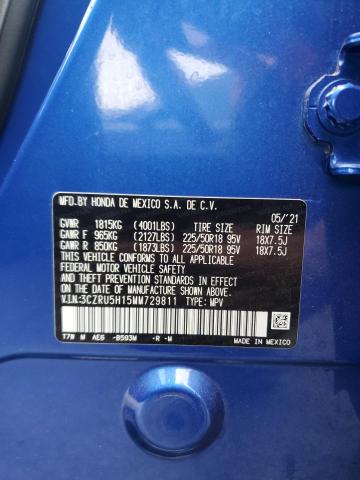 MFD.BY HONDA DE MEXICO S.A. DE C.V. 05/'21
GVWR 1815KG (4001LBS) TIRE SIZE RIM SIZE
GAWR F 965KG (2127LBS) 225/50R18 95V 18X7.5J
GAWR R 850KG (1873LBS) 225/50R18 95V 18X7.5J
THIS VEHICLE CONFORMS TO ALL APPLICABLE
FEDERAL MOTOR VEHICLE SAFETY AND THEFT
PREVENTION STANDARDS IN EFFECT ON THE
DATE OF MANUFACTURE SHOWN ABOVE.
V.I.N:3CZRU5H15MM729811 TYPE: MPV
T7W M AE6 -B593M -R -M MADE IN MEXICO